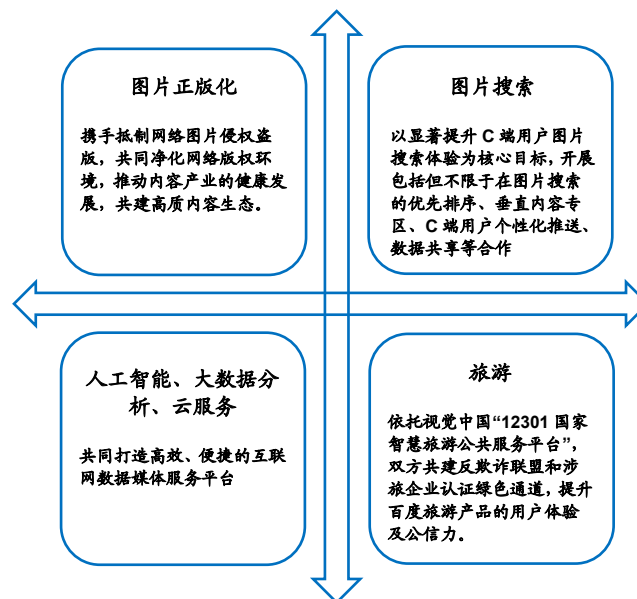 图片正版化
携手抵制网络图片侵权盗
版，共同净化网络版权环
境，推动内容产业的健康发
展，共建高质内容生态。
图片搜索
以显著提升 C 端用户图片
搜索体验为核心目标，开展
包括但不限于在图片搜索
的优先排序、垂直内容专
区、C 端用户个性化推送、
数据共享等合作
人工智能、大数据分
析、云服务
共同打造高效、便捷的互联
网数据媒体服务平台
旅游
依托视觉中国“12301 国家
智慧旅游公共服务平台”，
双方共建反欺诈联盟和涉
旅企业认证绿色通道，提升
百度旅游产品的用户体验
及公信力。